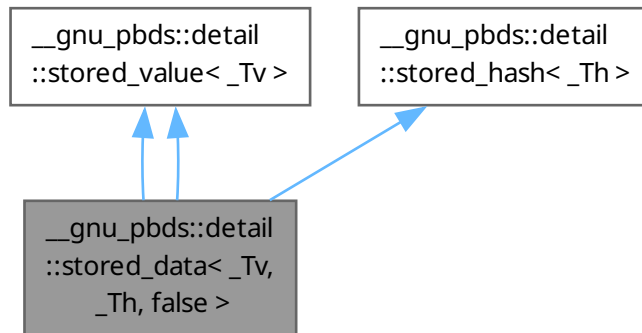 __gnu_pbds::detail
::stored_value< _Tv >
__gnu_pbds::detail
::stored_hash< _Th >
__gnu_pbds::detail
::stored_data< _Tv,
_Th, false >